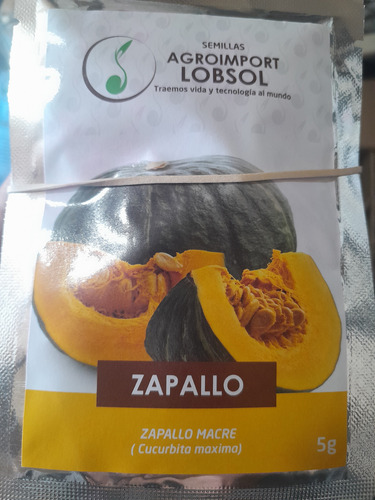 SEMILLAS
AGROIMPORT
LOBSOL
Traemos vida y tecnología al mundo
ZAPALLO
ZAPALLO MACRE
( Cucurbita maxima)
5g